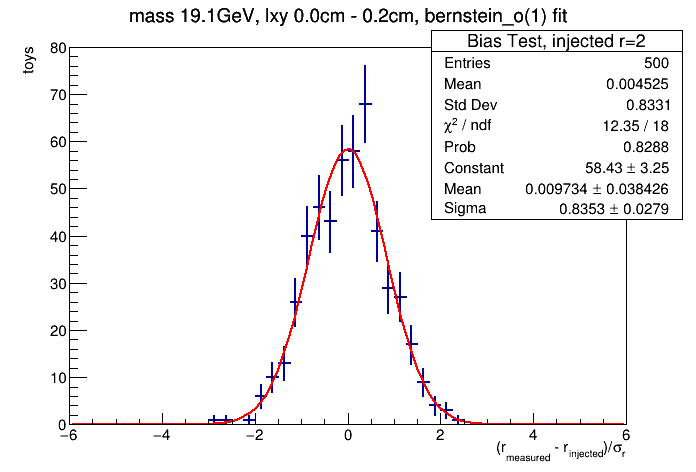 mass 19.1GeV, lxy 0.0cm - 0.2cm, bernstein_o(1) fit
toys
Bias Test, injected r=2
Entries 500
Mean 0.004525
Std Dev 0.8331
χ² / ndf 12.35 / 18
Prob 0.8288
Constant 58.43 ± 3.25
Mean 0.009734 ± 0.038426
Sigma 0.8353 ± 0.0279
80
70
60
50
40
30
20
10
0
−6 −4 −2 0 2 4 6
(r_measured - r_injected)/σ_r